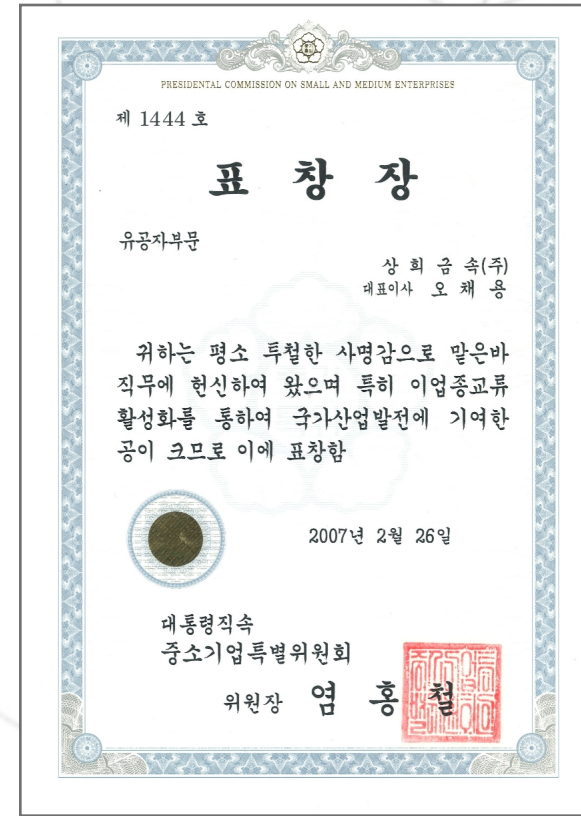 PRESIDENTAL COMMISSION ON SMALL AND MEDIUM ENTERPRISES
제 1444 호
표 창 장
유공자부문
상 희 금 속(주)
대표이사 오 채 용
귀하는 평소 투철한 사명감으로 맡은바
직무에 헌신하여 왔으며 특히 이업종교류
활성화를 통하여 국가산업발전에 기여한
공이 크므로 이에 표창함
2007년 2월 26일
대통령직속
중소기업특별위원회
위원장 염 홍 철